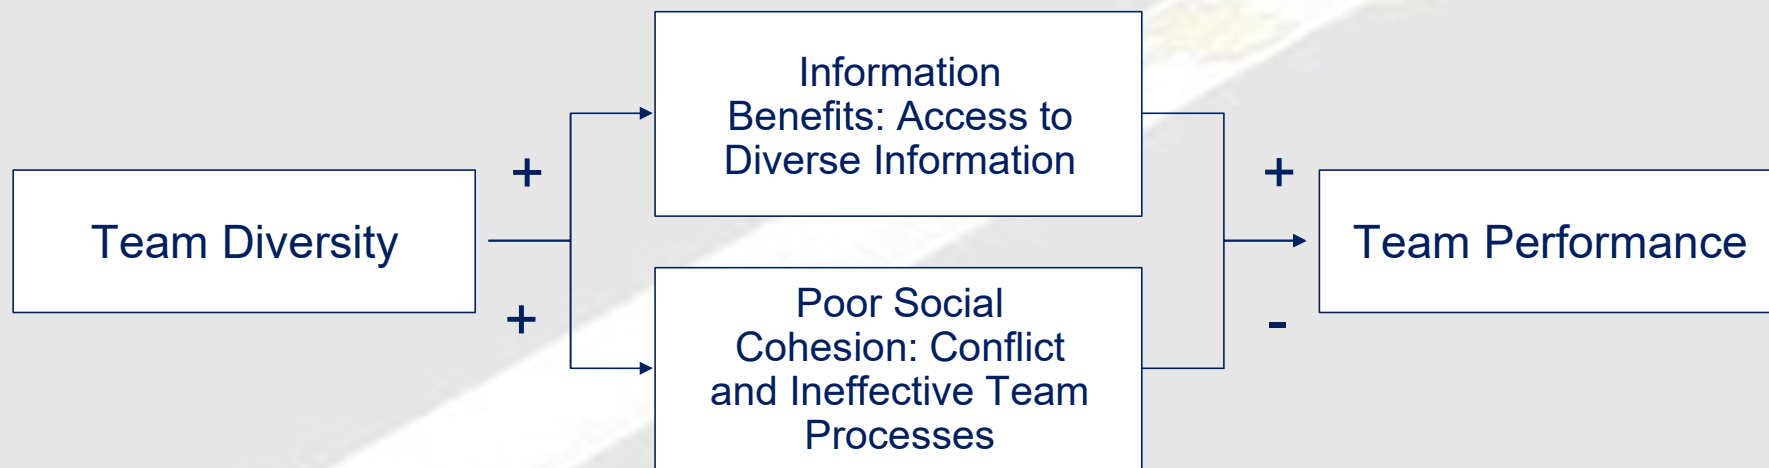 Information
Benefits: Access to
Diverse Information
+
+
Team Diversity
Team Performance
+
-
Poor Social
Cohesion: Conflict
and Ineffective Team
Processes